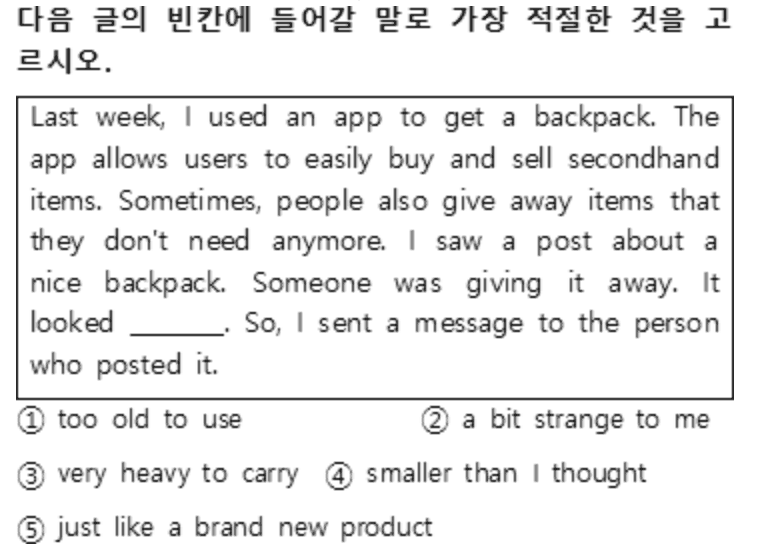 다음 글의 빈칸에 들어갈 말로 가장 적절한 것을 고
르시오.
Last week, I used an app to get a backpack. The
app allows users to easily buy and sell secondhand
items. Sometimes, people also give away items that
they don't need anymore. I saw a post about a
nice backpack. Someone was giving it away. It
looked _______. So, I sent a message to the person
who posted it.
① too old to use ② a bit strange to me
③ very heavy to carry ④ smaller than I thought
⑤ just like a brand new product